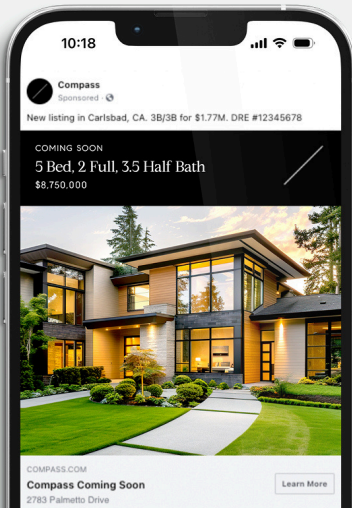 10:18
Compass
Sponsored ·
New listing in Carlsbad, CA. 3B/3B for $1.77M. DRE #12345678
COMING SOON
5 Bed, 2 Full, 3.5 Half Bath
$8,750,000
COMPASS.COM
Compass Coming Soon
Learn More
2783 Palmetto Drive